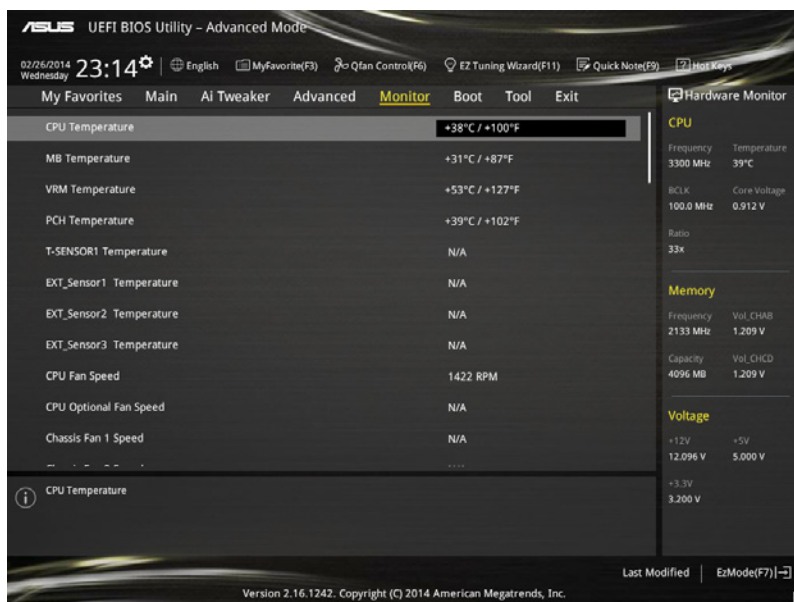 ASUS UEFI BIOS Utility – Advanced Mode
02/26/2014 Wednesday 23:14 English MyFavorite(F3) Qfan Control(F6) EZ Tuning Wizard(F11) Quick Note(F9) ? Hot Keys
My Favorites Main Ai Tweaker Advanced Monitor Boot Tool Exit
CPU Temperature +38°C / +100°F
MB Temperature +31°C / +87°F
VRM Temperature +53°C / +127°F
PCH Temperature +39°C / +102°F
T-SENSOR1 Temperature N/A
EXT_Sensor1 Temperature N/A
EXT_Sensor2 Temperature N/A
EXT_Sensor3 Temperature N/A
CPU Fan Speed 1422 RPM
CPU Optional Fan Speed N/A
Chassis Fan 1 Speed N/A
CPU Temperature
Hardware Monitor
CPU
Frequency Temperature
3300 MHz 39°C
BCLK Core Voltage
100.0 MHz 0.912 V
Ratio
33x
Memory
Frequency Vol_CHAB
2133 MHz 1.209 V
Capacity Vol_CHCD
4096 MB 1.209 V
Voltage
+12V +5V
12.096 V 5.000 V
+3.3V
3.200 V
Last Modified EzMode(F7)
Version 2.16.1242. Copyright (C) 2014 American Megatrends, Inc.